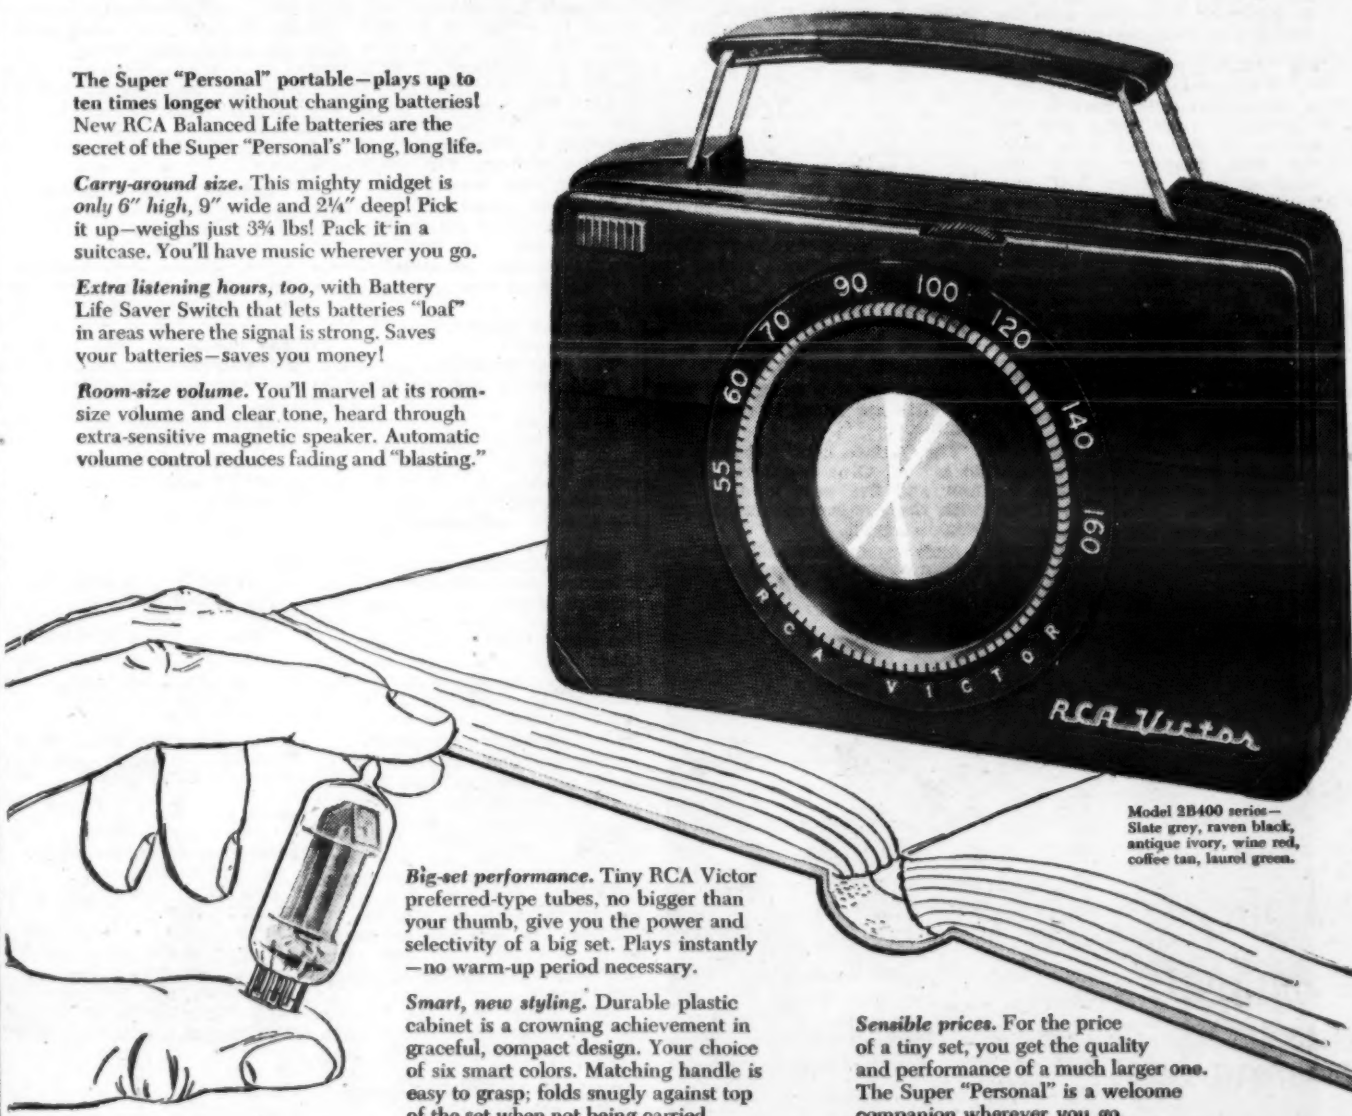 The Super "Personal" portable—plays up to
ten times longer without changing batteries!
New RCA Balanced Life batteries are the
secret of the Super "Personal's" long, long life.
Carry-around size. This mighty midget is
only 6" high, 9" wide and 2¼" deep! Pick
it up—weighs just 3¾ lbs! Pack it in a
suitcase. You'll have music wherever you go.
Extra listening hours, too, with Battery
Life Saver Switch that lets batteries "loaf"
in areas where the signal is strong. Saves
your batteries—saves you money!
Room-size volume. You'll marvel at its room-
size volume and clear tone, heard through
extra-sensitive magnetic speaker. Automatic
volume control reduces fading and "blasting."
55 60 70 90 100 120 140 160
RCA VICTOR
RCA Victor
Model 2B400 series—
Slate grey, raven black,
antique ivory, wine red,
coffee tan, laurel green.
Big-set performance. Tiny RCA Victor
preferred-type tubes, no bigger than
your thumb, give you the power and
selectivity of a big set. Plays instantly
—no warm-up period necessary.
Smart, new styling. Durable plastic
cabinet is a crowning achievement in
graceful, compact design. Your choice
of six smart colors. Matching handle is
easy to grasp; folds snugly against top
of the set when not being carried.
Sensible prices. For the price
of a tiny set, you get the quality
and performance of a much larger one.
The Super "Personal" is a welcome
companion wherever you go.